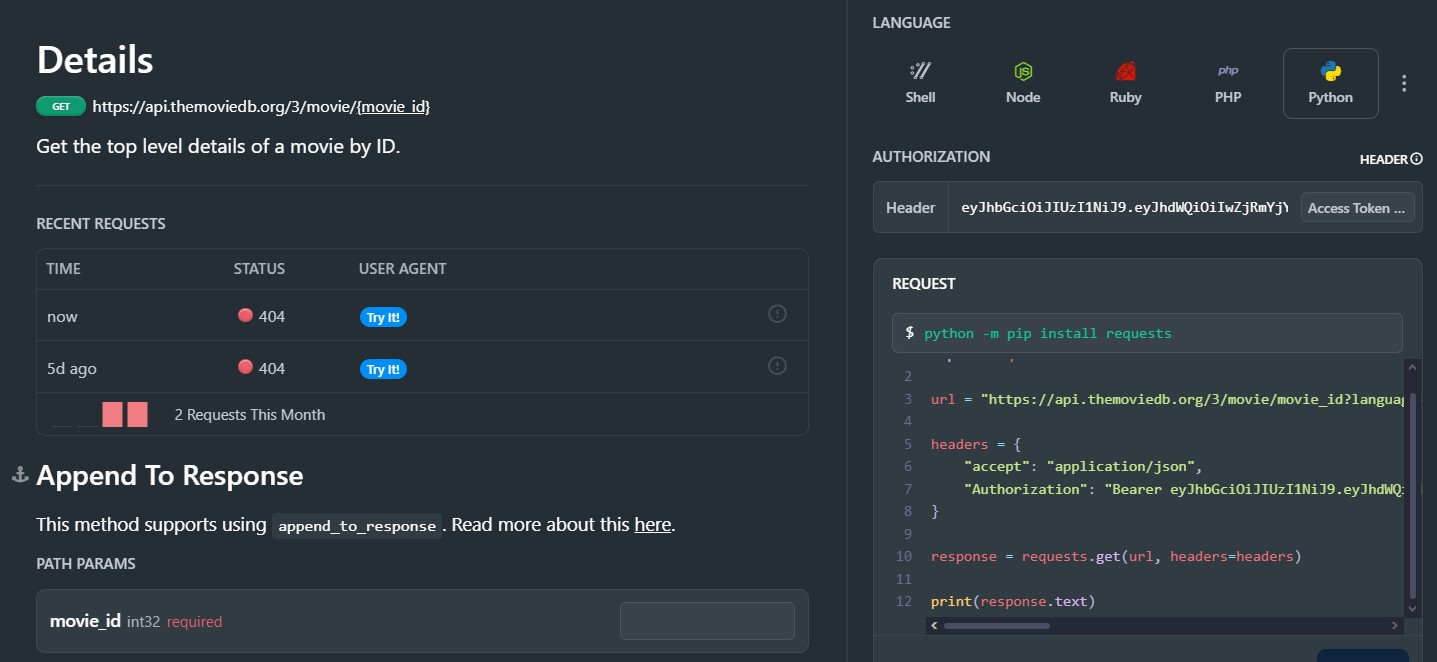 Details
GET https://api.themoviedb.org/3/movie/{movie_id}
Get the top level details of a movie by ID.
RECENT REQUESTS
TIME STATUS USER AGENT
now 404 Try It!
5d ago 404 Try It!
2 Requests This Month
Append To Response
This method supports using append_to_response. Read more about this here.
PATH PARAMS
movie_id int32 required
LANGUAGE
Shell Node Ruby PHP Python
AUTHORIZATION
HEADER
Header eyJhbGciOiJIUzI1NiJ9.eyJhdWQiOiIwZjRmYjY Access Token ...
REQUEST
$ python -m pip install requests
2
3 url = "https://api.themoviedb.org/3/movie/movie_id?languag
4
5 headers = {
6 "accept": "application/json",
7 "Authorization": "Bearer eyJhbGciOiJIUzI1NiJ9.eyJhdWQi
8 }
9
10 response = requests.get(url, headers=headers)
11
12 print(response.text)